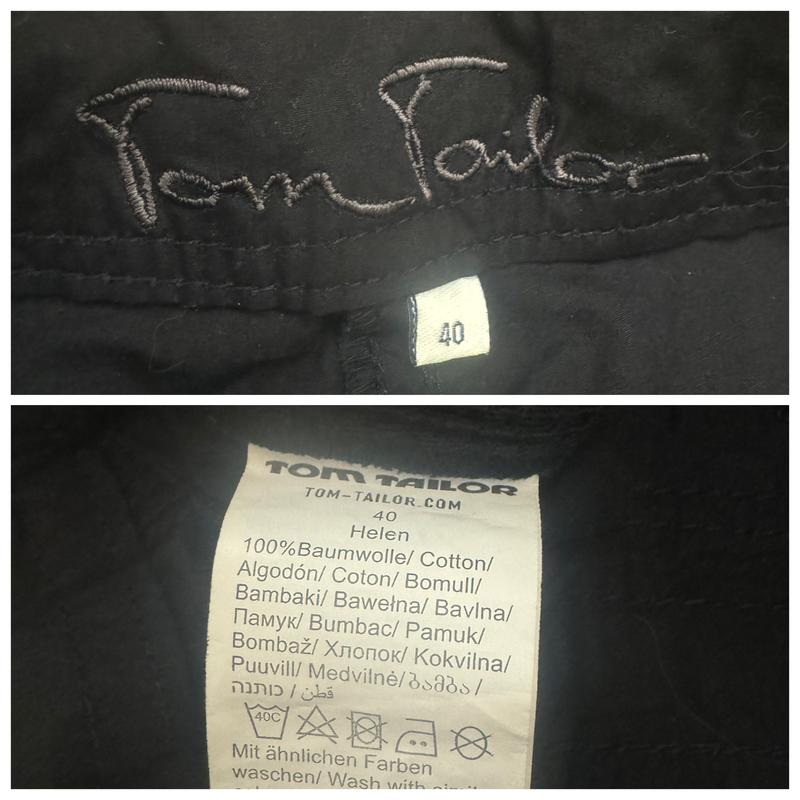 Tom Tailor
40
TOM TAILOR
TOM-TAILOR.COM
40
Helen
100%Baumwolle/ Cotton/
Algodón/ Coton/ Bomull/
Bambaki/ Bawełna/ Bavlna/
Памук/ Bumbac/ Pamuk/
Bombaž/ Хлопок/ Kokvilna/
Puuvill/ Medvilnė/ ბამბა/
כותנה / قطن
40C
Mit ähnlichen Farben
waschen/ Wash with